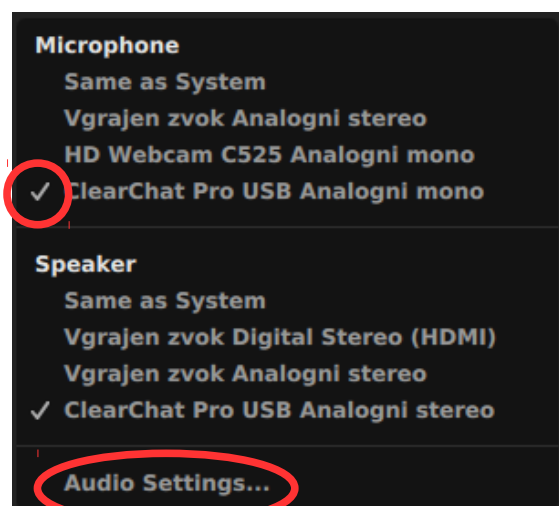 Microphone
Same as System
Vgrajen zvok Analogni stereo
HD Webcam C525 Analogni mono
✓ ClearChat Pro USB Analogni mono
Speaker
Same as System
Vgrajen zvok Digital Stereo (HDMI)
Vgrajen zvok Analogni stereo
✓ ClearChat Pro USB Analogni stereo
Audio Settings...